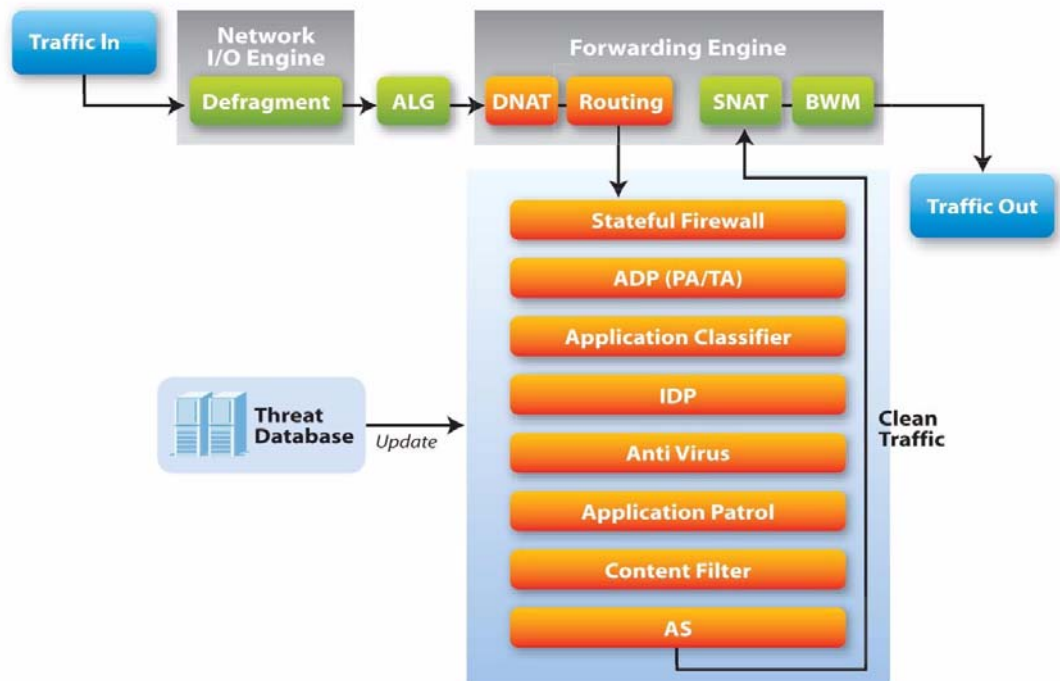 Traffic In
Network
I/O Engine
Defragment
ALG
Forwarding Engine
DNAT
Routing
SNAT
BWM
Traffic Out
Stateful Firewall
ADP (PA/TA)
Application Classifier
IDP
Anti Virus
Application Patrol
Content Filter
AS
Threat
Database
Update
Clean
Traffic